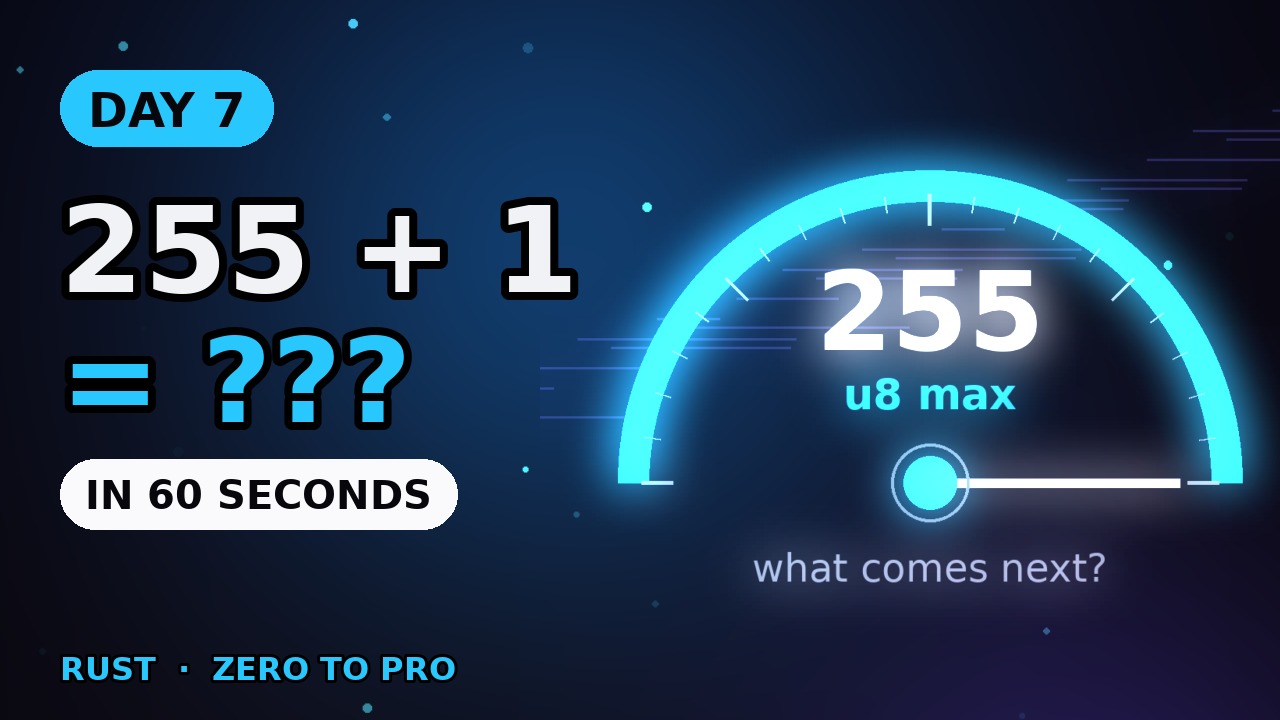 DAY 7
255 + 1
= ???
IN 60 SECONDS
255
u8 max
what comes next?
RUST · ZERO TO PRO